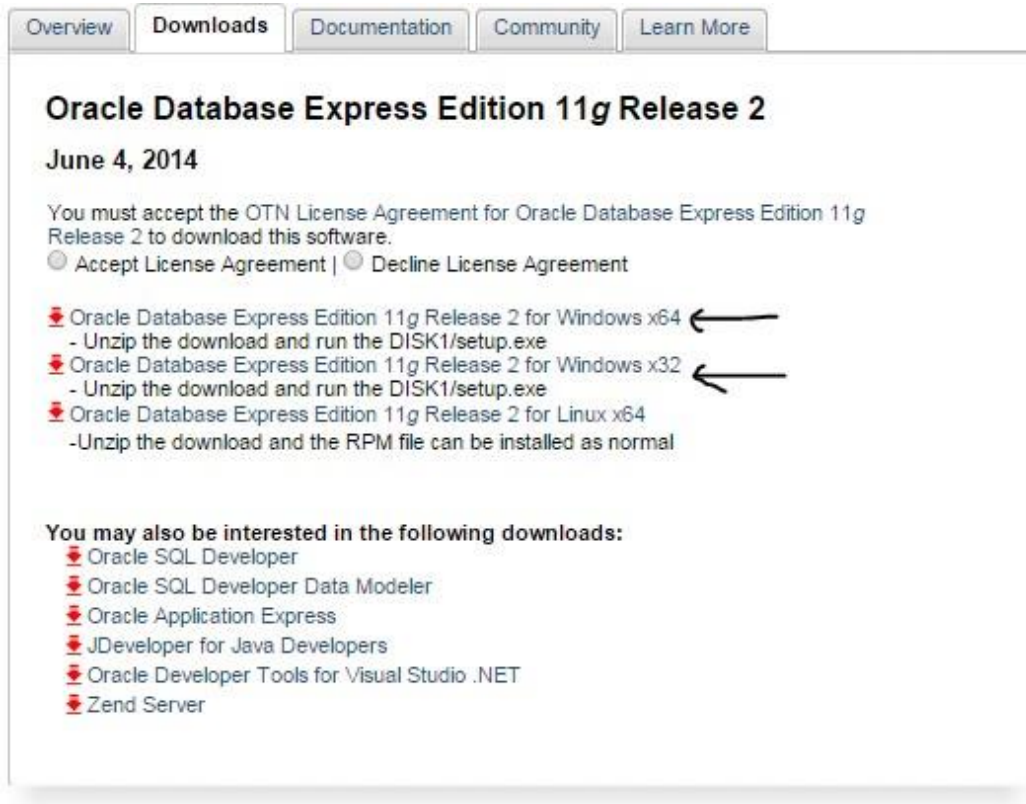 Overview Downloads Documentation Community Learn More
Oracle Database Express Edition 11g Release 2
June 4, 2014
You must accept the OTN License Agreement for Oracle Database Express Edition 11g
Release 2 to download this software.
Accept License Agreement | Decline License Agreement
Oracle Database Express Edition 11g Release 2 for Windows x64
- Unzip the download and run the DISK1/setup.exe
Oracle Database Express Edition 11g Release 2 for Windows x32
- Unzip the download and run the DISK1/setup.exe
Oracle Database Express Edition 11g Release 2 for Linux x64
-Unzip the download and the RPM file can be installed as normal
You may also be interested in the following downloads:
Oracle SQL Developer
Oracle SQL Developer Data Modeler
Oracle Application Express
JDeveloper for Java Developers
Oracle Developer Tools for Visual Studio .NET
Zend Server